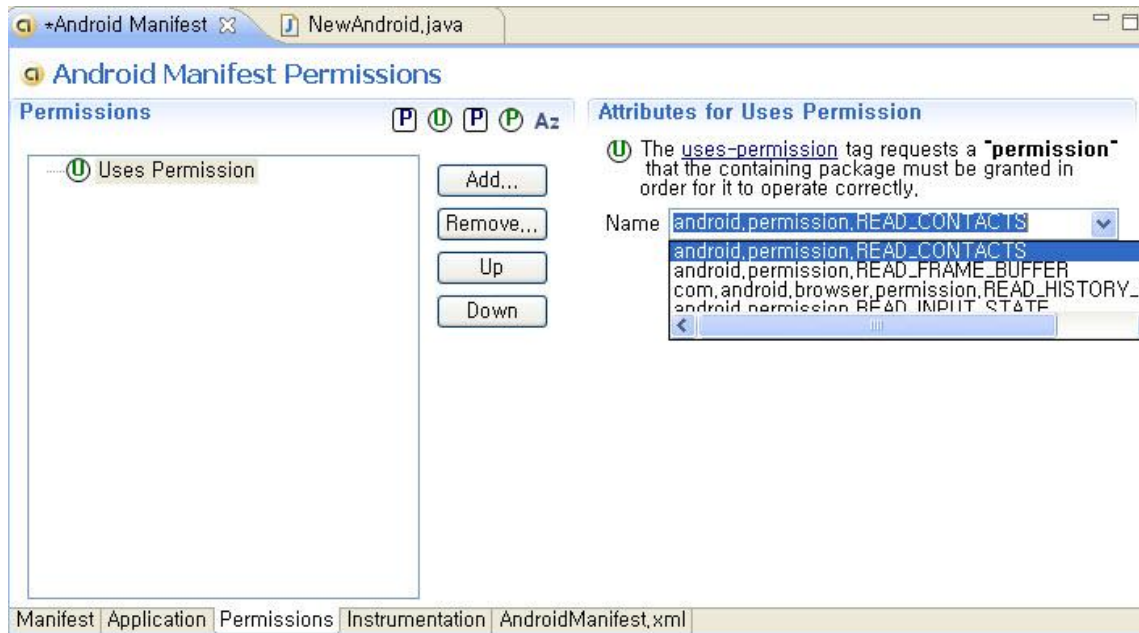 *Android Manifest
NewAndroid.java
Android Manifest Permissions
Permissions
P U P P Az
Uses Permission
Add...
Remove...
Up
Down
Attributes for Uses Permission
U The uses-permission tag requests a "permission"
that the containing package must be granted in
order for it to operate correctly.
Name android.permission.READ_CONTACTS
android.permission.READ_CONTACTS
android.permission.READ_FRAME_BUFFER
com.android.browser.permission.READ_HISTORY_
android.permission.READ_INPUT_STATE
Manifest Application Permissions Instrumentation AndroidManifest.xml